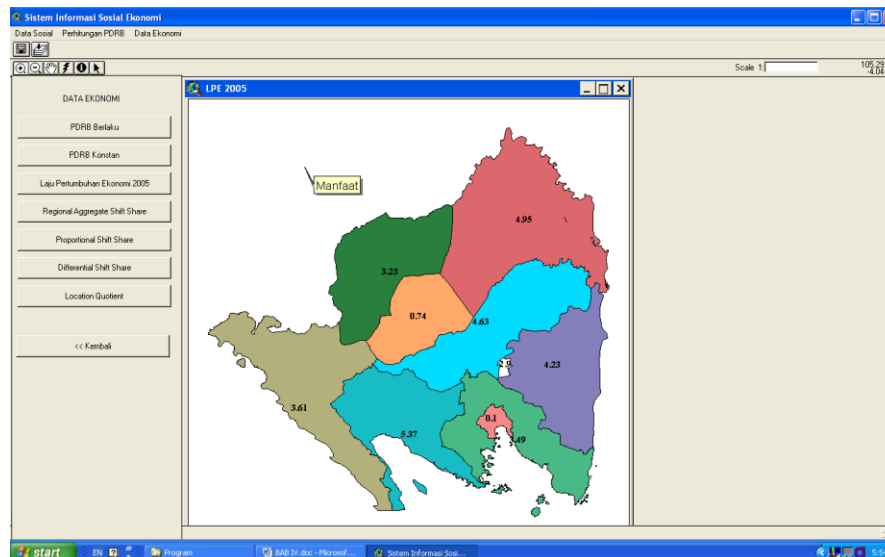 Sistem Informasi Sosial Ekonomi
Data Sosial Perhitungan PDRB Data Ekonomi
Scale 1:
105.29
-4.04
DATA EKONOMI
PDRB Berlaku
PDRB Konstan
Laju Pertumbuhan Ekonomi 2005
Regional Aggregate Shift Share
Proportional Shift Share
Differential Shift Share
Location Quotient
<< Kembali
LPE 2005
Manfaat
4.95
3.23
0.74
4.63
2.9
4.23
3.61
5.37
0.1
3.49
start EN Program BAB IV.doc - Microsof... Sistem Informasi Sosi...